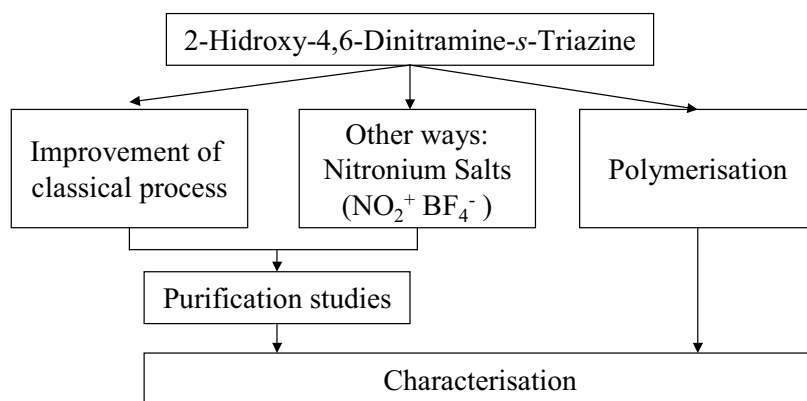 2-Hidroxy-4,6-Dinitramine-s-Triazine
Improvement of
classical process
Other ways:
Nitronium Salts
(NO₂⁺ BF₄⁻ )
Polymerisation
Purification studies
Characterisation